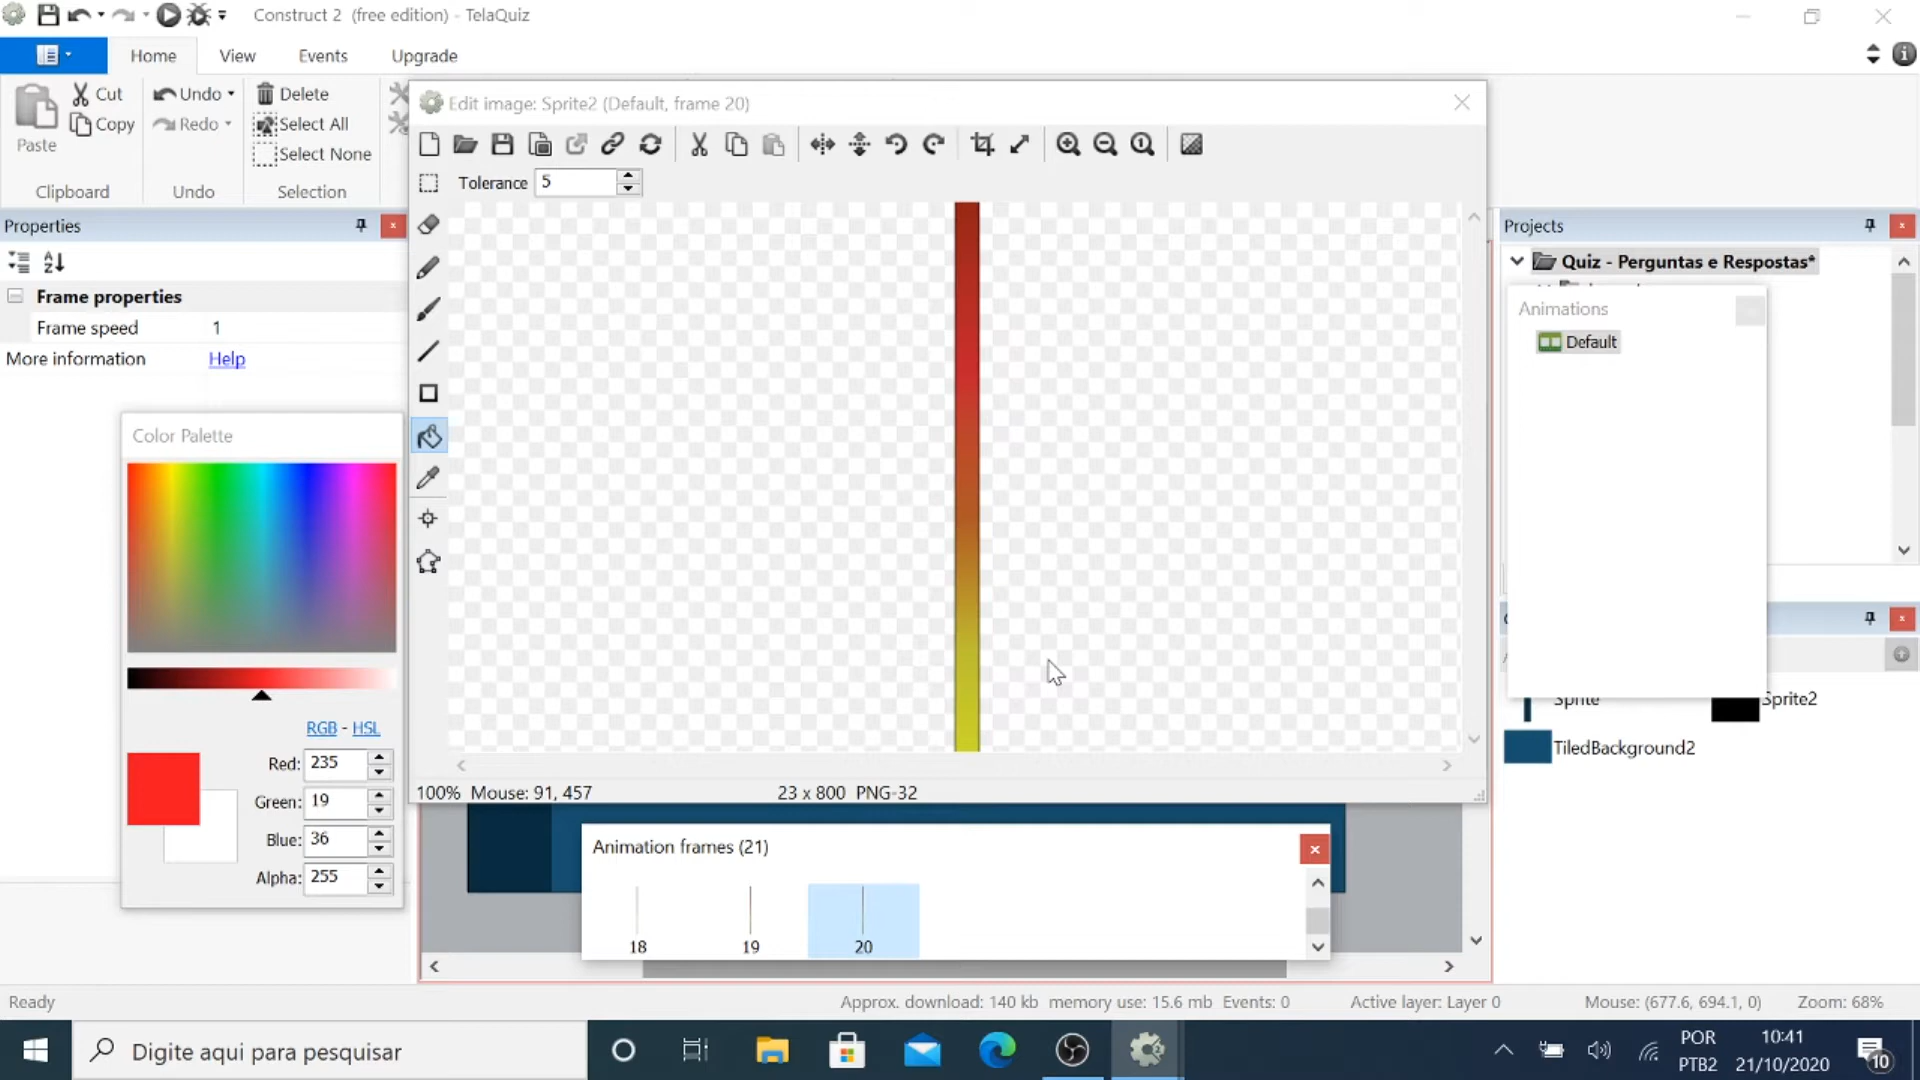 Construct 2 (free edition) - TelaQuiz
Home View Events Upgrade
Paste Cut Copy
Clipboard
Undo
Redo
Undo
Delete
Select All
Select None
Selection
Edit image: Sprite2 (Default, frame 20)
Tolerance 5
Properties
Frame properties
Frame speed 1
More information Help
Color Palette
RGB - HSL
Red: 235
Green: 19
Blue: 36
Alpha: 255
100% Mouse: 91, 457 23 x 800 PNG-32
Animation frames (21)
18 19 20
Projects
Quiz - Perguntas e Respostas*
Animations
Default
Sprite Sprite2
TiledBackground2
Ready Approx. download: 140 kb memory use: 15.6 mb Events: 0 Active layer: Layer 0 Mouse: (677.6, 694.1, 0) Zoom: 68%
Digite aqui para pesquisar
POR
PTB2
10:41
21/10/2020
10